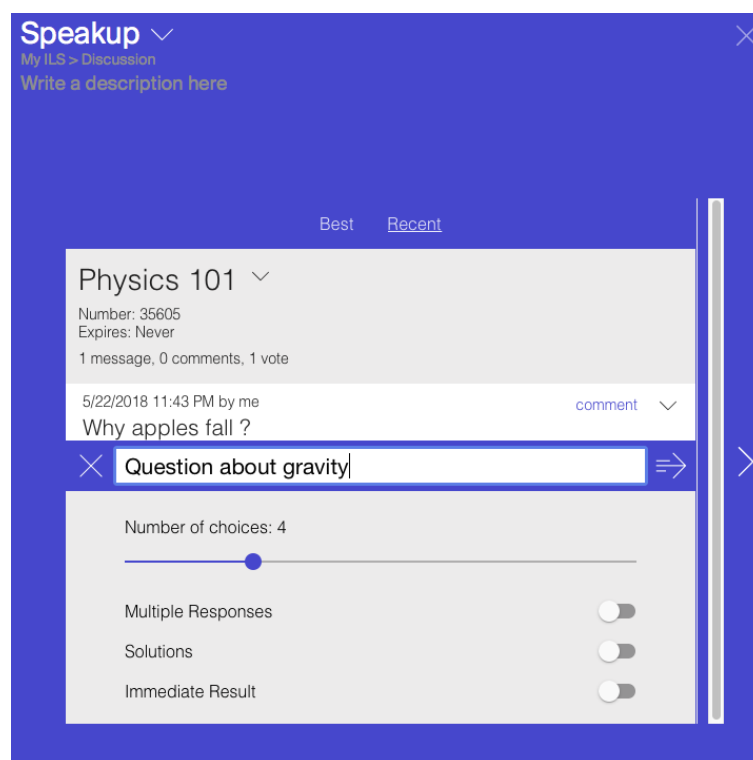 Speakup
My ILS > Discussion
Write a description here
Best Recent
Physics 101
Number: 35605
Expires: Never
1 message, 0 comments, 1 vote
5/22/2018 11:43 PM by me comment
Why apples fall ?
Question about gravity
Number of choices: 4
Multiple Responses
Solutions
Immediate Result